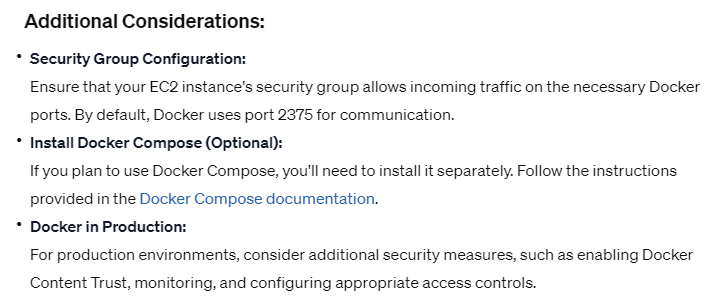 Additional Considerations:
• Security Group Configuration:
Ensure that your EC2 instance's security group allows incoming traffic on the necessary Docker
ports. By default, Docker uses port 2375 for communication.
• Install Docker Compose (Optional):
If you plan to use Docker Compose, you'll need to install it separately. Follow the instructions
provided in the Docker Compose documentation.
• Docker in Production:
For production environments, consider additional security measures, such as enabling Docker
Content Trust, monitoring, and configuring appropriate access controls.